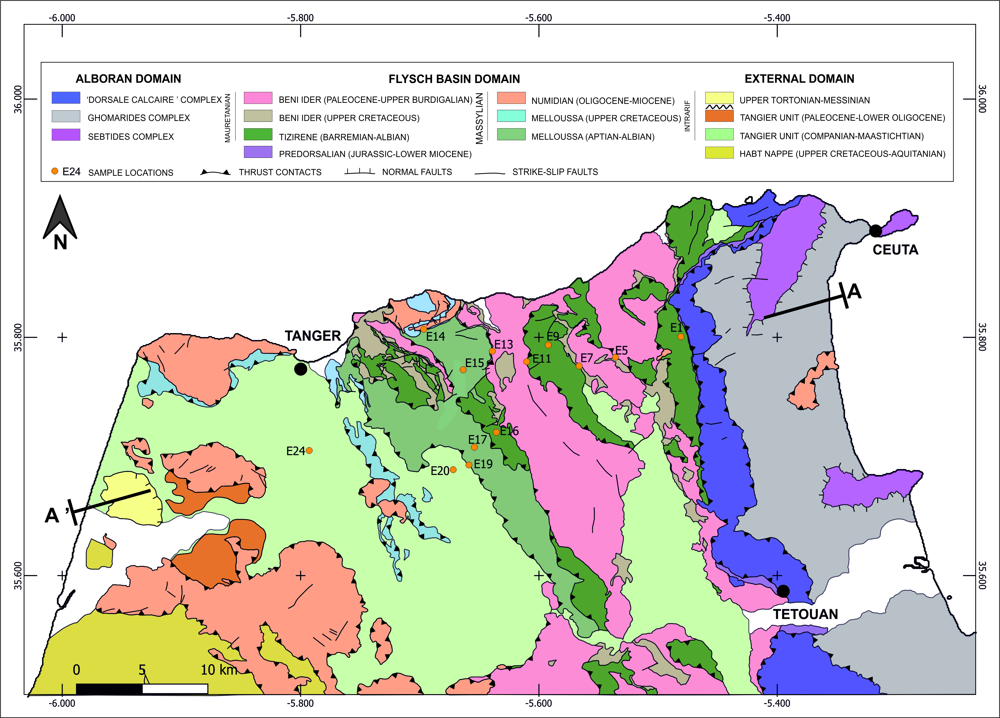 -6.000 -5.800 -5.600 -5.400
36.000 36.000
ALBORAN DOMAIN FLYSCH BASIN DOMAIN EXTERNAL DOMAIN
‘DORSALE CALCAIRE ’ COMPLEX
GHOMARIDES COMPLEX
SEBTIDES COMPLEX
MAURETANIAN
BENI IDER (PALEOCENE-UPPER BURDIGALIAN)
BENI IDER (UPPER CRETACEOUS)
TIZIRENE (BARREMIAN-ALBIAN)
PREDORSALIAN (JURASSIC-LOWER MIOCENE)
MASSYLIAN
NUMIDIAN (OLIGOCENE-MIOCENE)
MELLOUSSA (UPPER CRETACEOUS)
MELLOUSSA (APTIAN-ALBIAN)
INTRARIF
UPPER TORTONIAN-MESSINIAN
TANGIER UNIT (PALEOCENE-LOWER OLIGOCENE)
TANGIER UNIT (COMPANIAN-MAASTICHTIAN)
HABT NAPPE (UPPER CRETACEOUS-AQUITANIAN)
E24 SAMPLE LOCATIONS THRUST CONTACTS NORMAL FAULTS STRIKE-SLIP FAULTS
N
CEUTA
A
E1
TANGER
35.800 35.800
E14
E9
E13
E5
E11
E7
E15
E16
E17
E24
E19
E20
A ’
35.600 35.600
TETOUAN
0 5 10 km
-6.000 -5.800 -5.600 -5.400